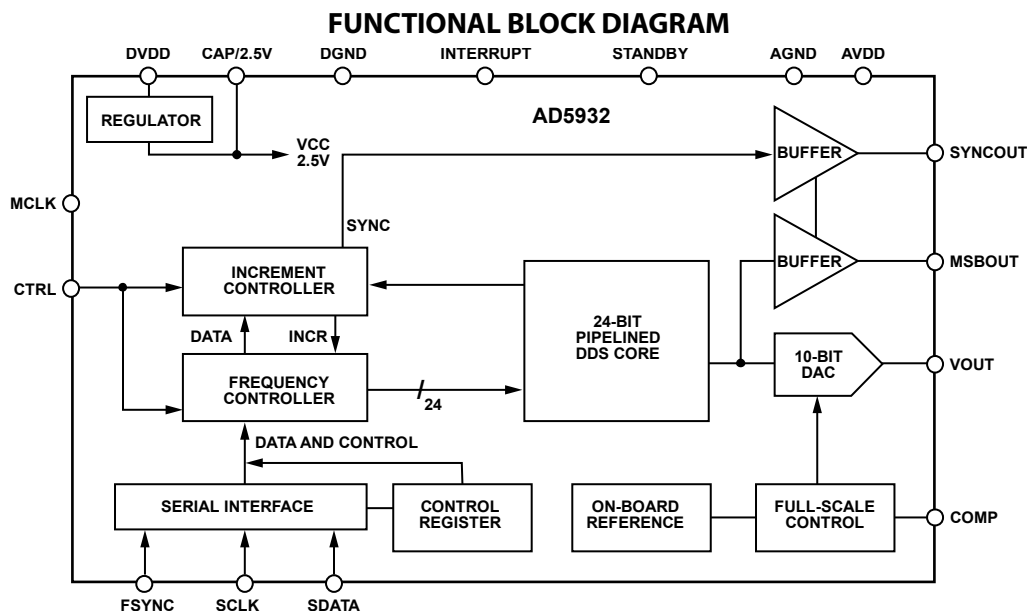 FUNCTIONAL BLOCK DIAGRAM
DVDD
CAP/2.5V
DGND
INTERRUPT
STANDBY
AGND
AVDD
REGULATOR
AD5932
VCC
2.5V
BUFFER
SYNCOUT
MCLK
SYNC
BUFFER
MSBOUT
CTRL
INCREMENT
CONTROLLER
24-BIT
PIPELINED
DDS CORE
DATA
INCR
10-BIT
DAC
VOUT
FREQUENCY
CONTROLLER
24
DATA AND CONTROL
SERIAL INTERFACE
CONTROL
REGISTER
ON-BOARD
REFERENCE
FULL-SCALE
CONTROL
COMP
FSYNC
SCLK
SDATA